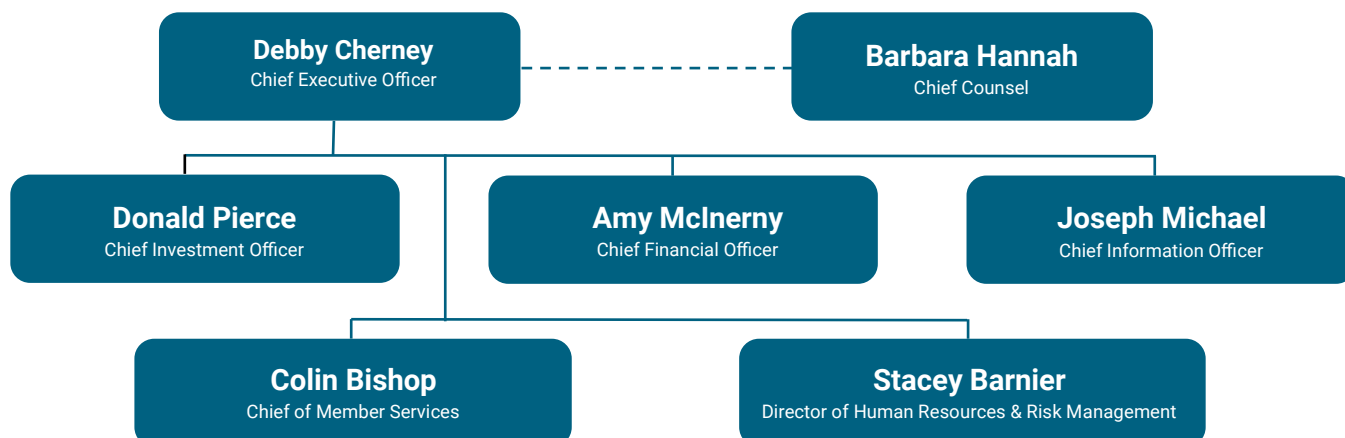 Debby Cherney
Chief Executive Officer
Barbara Hannah
Chief Counsel
Donald Pierce
Chief Investment Officer
Amy McInerny
Chief Financial Officer
Joseph Michael
Chief Information Officer
Colin Bishop
Chief of Member Services
Stacey Barnier
Director of Human Resources & Risk Management